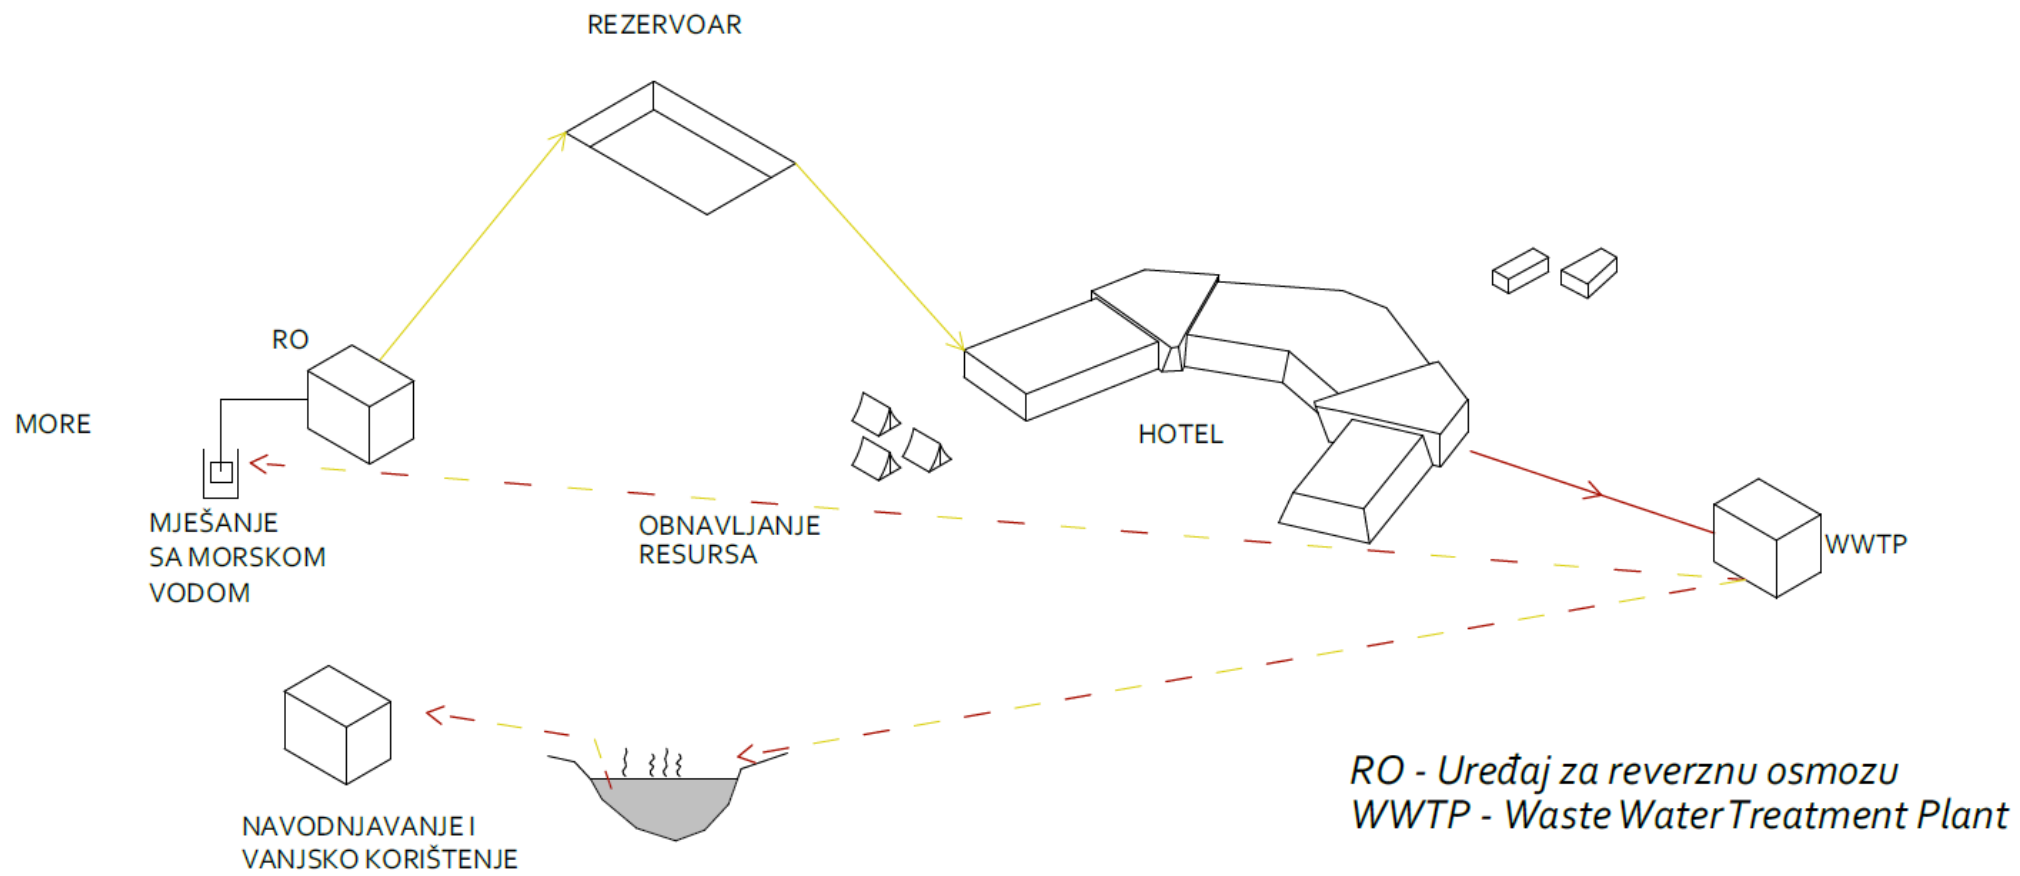 REZERVOAR
RO
MORE
HOTEL
MJEŠANJE
SA MORSKOM
VODOM
OBNAVLJANJE
RESURSA
WWTP
NAVODNJAVANJE I
VANJSKO KORIŠTENJE
RO - Uređaj za reverznu osmozu
WWTP - Waste Water Treatment Plant